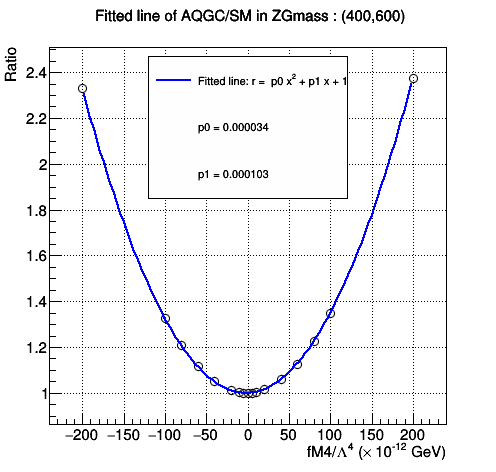 Fitted line of AQGC/SM in ZGmass : (400,600)
Ratio
Fitted line: r = p0 x² + p1 x + 1
p0 = 0.000034
p1 = 0.000103
2.4
2.2
2
1.8
1.6
1.4
1.2
1
−200 −150 −100 −50 0 50 100 150 200
fM4/Λ⁴ (× 10⁻¹² GeV)